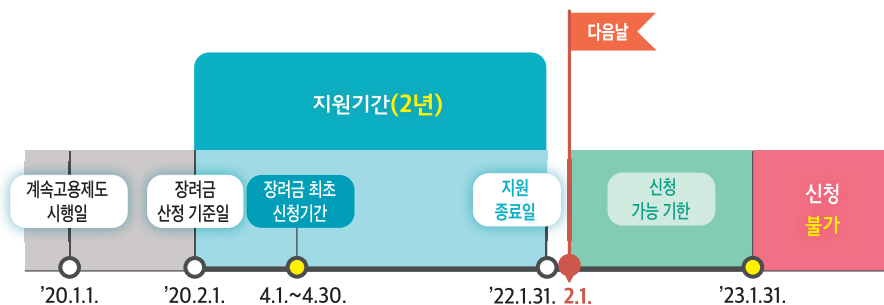 다음날
지원기간(2년)
계속고용제도
시행일
장려금
산정 기준일
장려금 최초
신청기간
지원
종료일
신청
가능 기한
신청
불가
’20.1.1.
’20.2.1.
4.1.~4.30.
’22.1.31.
2.1.
’23.1.31.